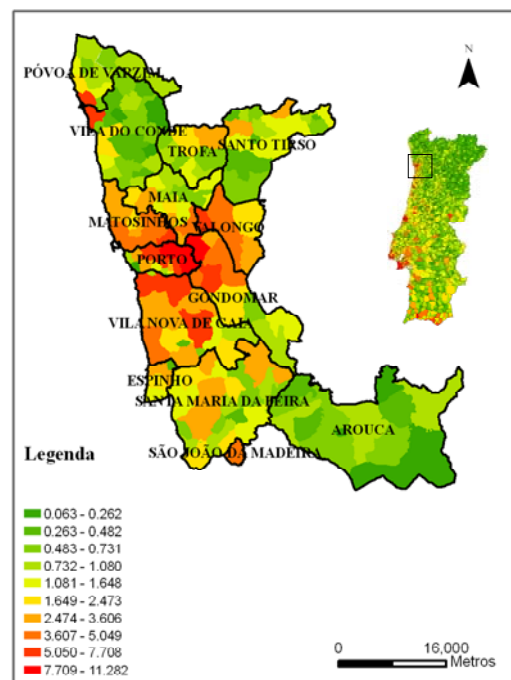 N
PÓVOA DE VARZIM
VILA DO CONDE
SANTO TIRSO
TROFA
MAIA
MATOSINHOS
VALONGO
PORTO
GONDOMAR
VILA NOVA DE GAIA
ESPINHO
SANTA MARIA DA FEIRA
AROUCA
SÃO JOÃO DA MADEIRA
Legenda
0.063 - 0.262
0.263 - 0.482
0.483 - 0.731
0.732 - 1.080
1.081 - 1.648
1.649 - 2.473
2.474 - 3.606
3.607 - 5.049
5.050 - 7.708
7.709 - 11.282
0 16,000
Metros